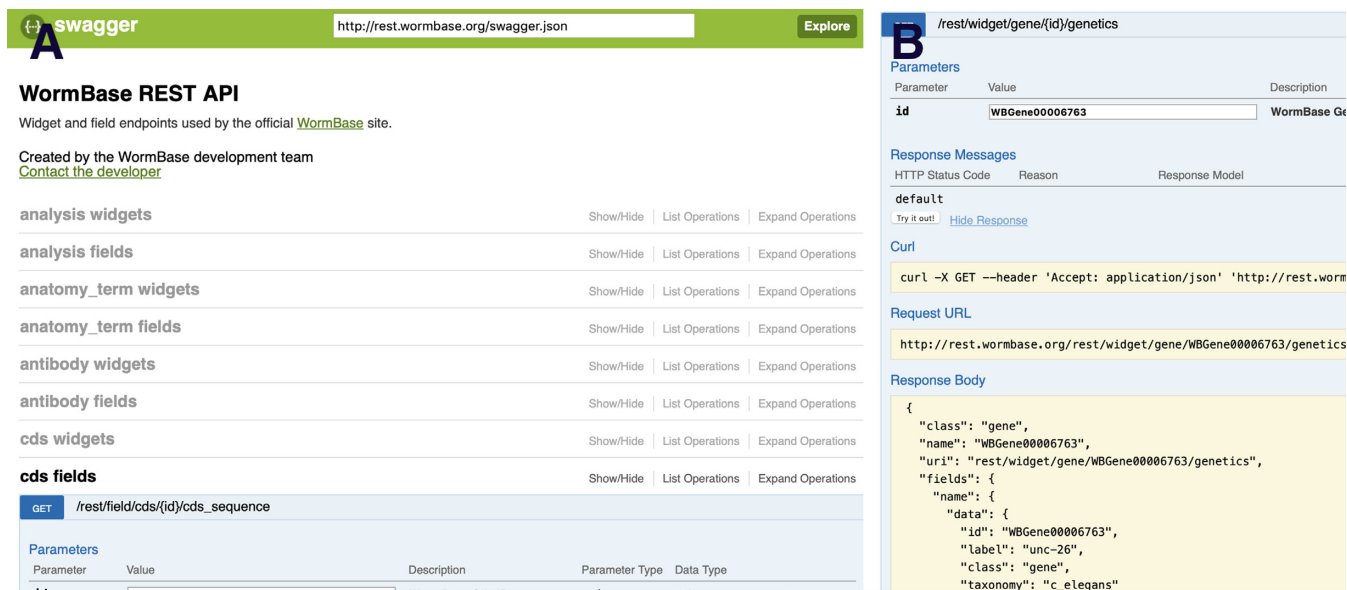 A
swagger
http://rest.wormbase.org/swagger.json
Explore
WormBase REST API
Widget and field endpoints used by the official WormBase site.
Created by the WormBase development team
Contact the developer
analysis widgets Show/Hide List Operations Expand Operations
analysis fields Show/Hide List Operations Expand Operations
anatomy_term widgets Show/Hide List Operations Expand Operations
anatomy_term fields Show/Hide List Operations Expand Operations
antibody widgets Show/Hide List Operations Expand Operations
antibody fields Show/Hide List Operations Expand Operations
cds widgets Show/Hide List Operations Expand Operations
cds fields Show/Hide List Operations Expand Operations
GET /rest/field/cds/{id}/cds_sequence
Parameters
Parameter Value Description Parameter Type Data Type
B
/rest/widget/gene/{id}/genetics
Parameters
Parameter Value Description
id WBGene00006763 WormBase Ge
Response Messages
HTTP Status Code Reason Response Model
default
Try it out! Hide Response
Curl
curl -X GET --header 'Accept: application/json' 'http://rest.worm
Request URL
http://rest.wormbase.org/rest/widget/gene/WBGene00006763/genetics
Response Body
{
"class": "gene",
"name": "WBGene00006763",
"uri": "rest/widget/gene/WBGene00006763/genetics",
"fields": {
"name": {
"data": {
"id": "WBGene00006763",
"label": "unc-26",
"class": "gene",
"taxonomy": "c_elegans"